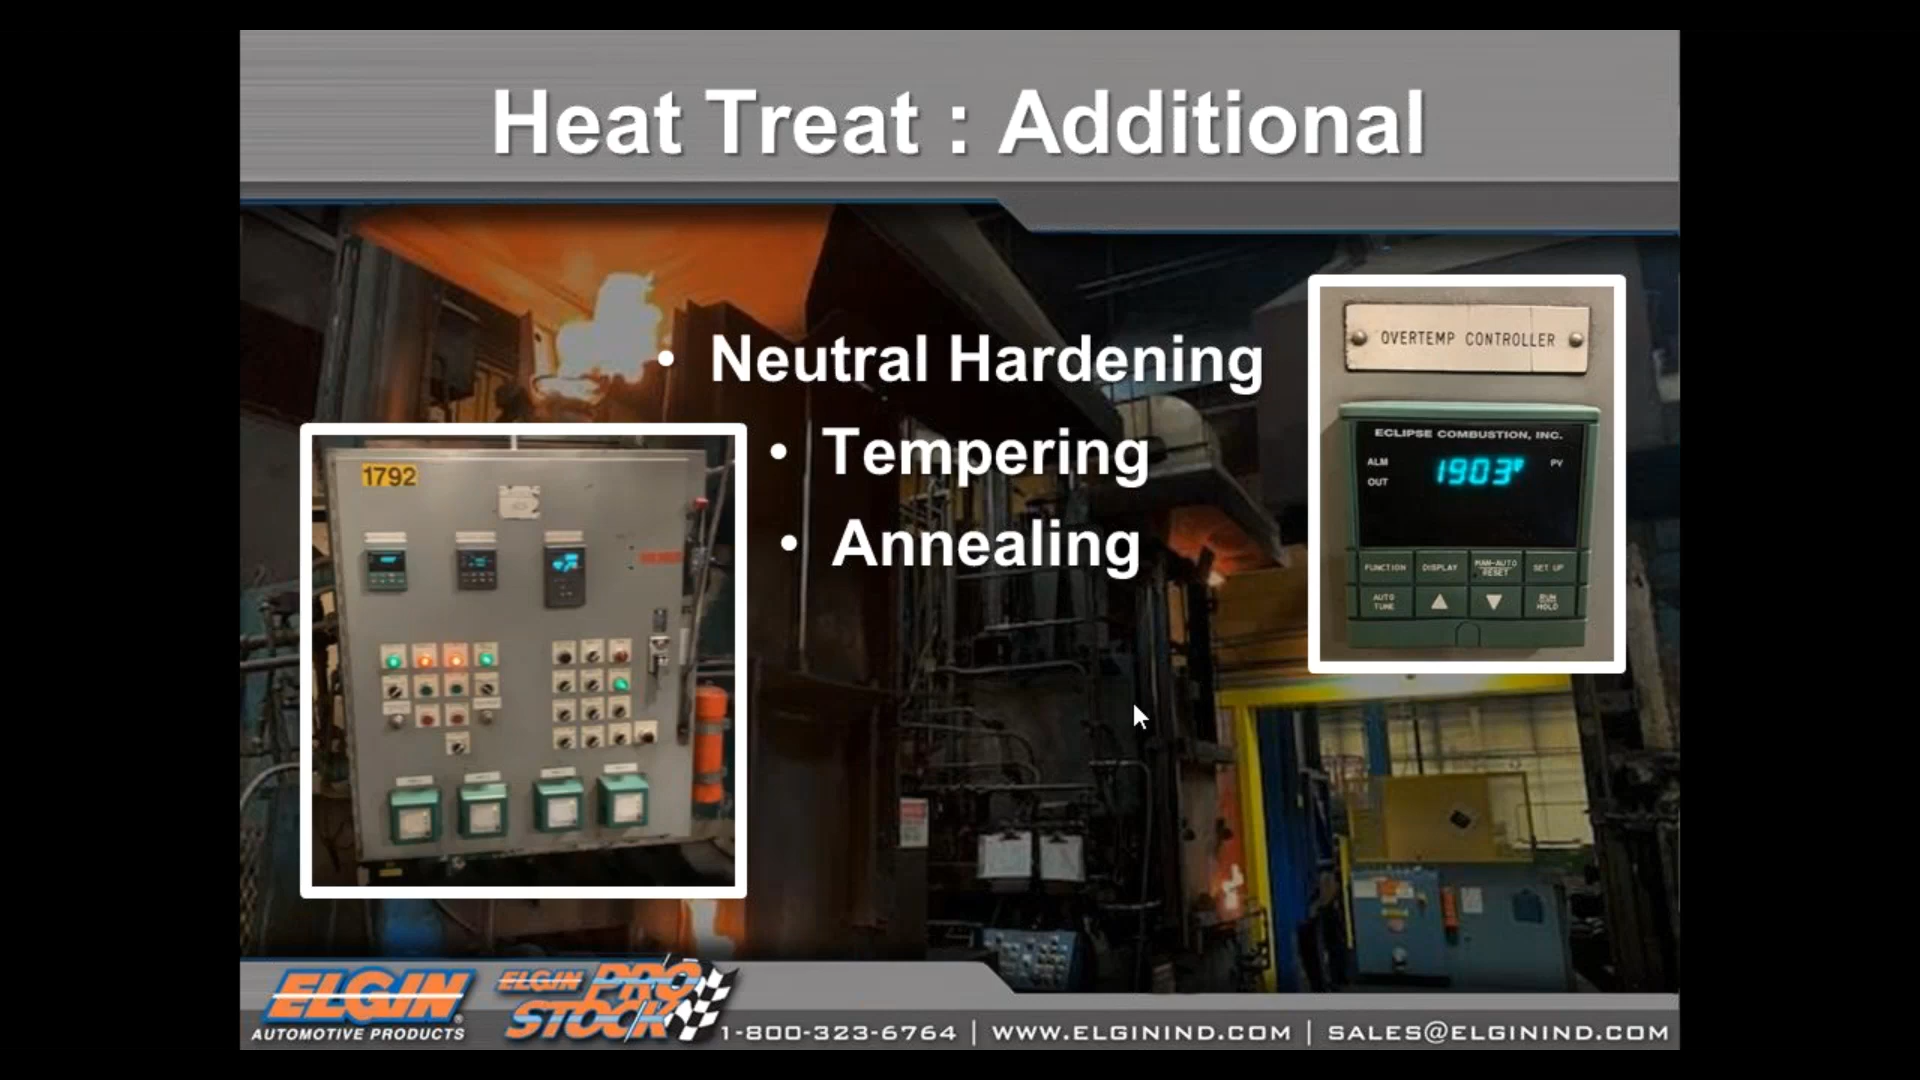 Heat Treat : Additional
• Neutral Hardening
• Tempering
• Annealing
1792
OVERTEMP CONTROLLER
ECLIPSE COMBUSTION, INC.
ALM
1903F
PV
OUT
FUNCTION DISPLAY MAN-AUTO RESET SET UP
AUTO TUNE RUN HOLD
ELGIN
AUTOMOTIVE PRODUCTS
ELGIN PRO
STOCK
1-800-323-6764 | WWW.ELGININD.COM | SALES@ELGININD.COM